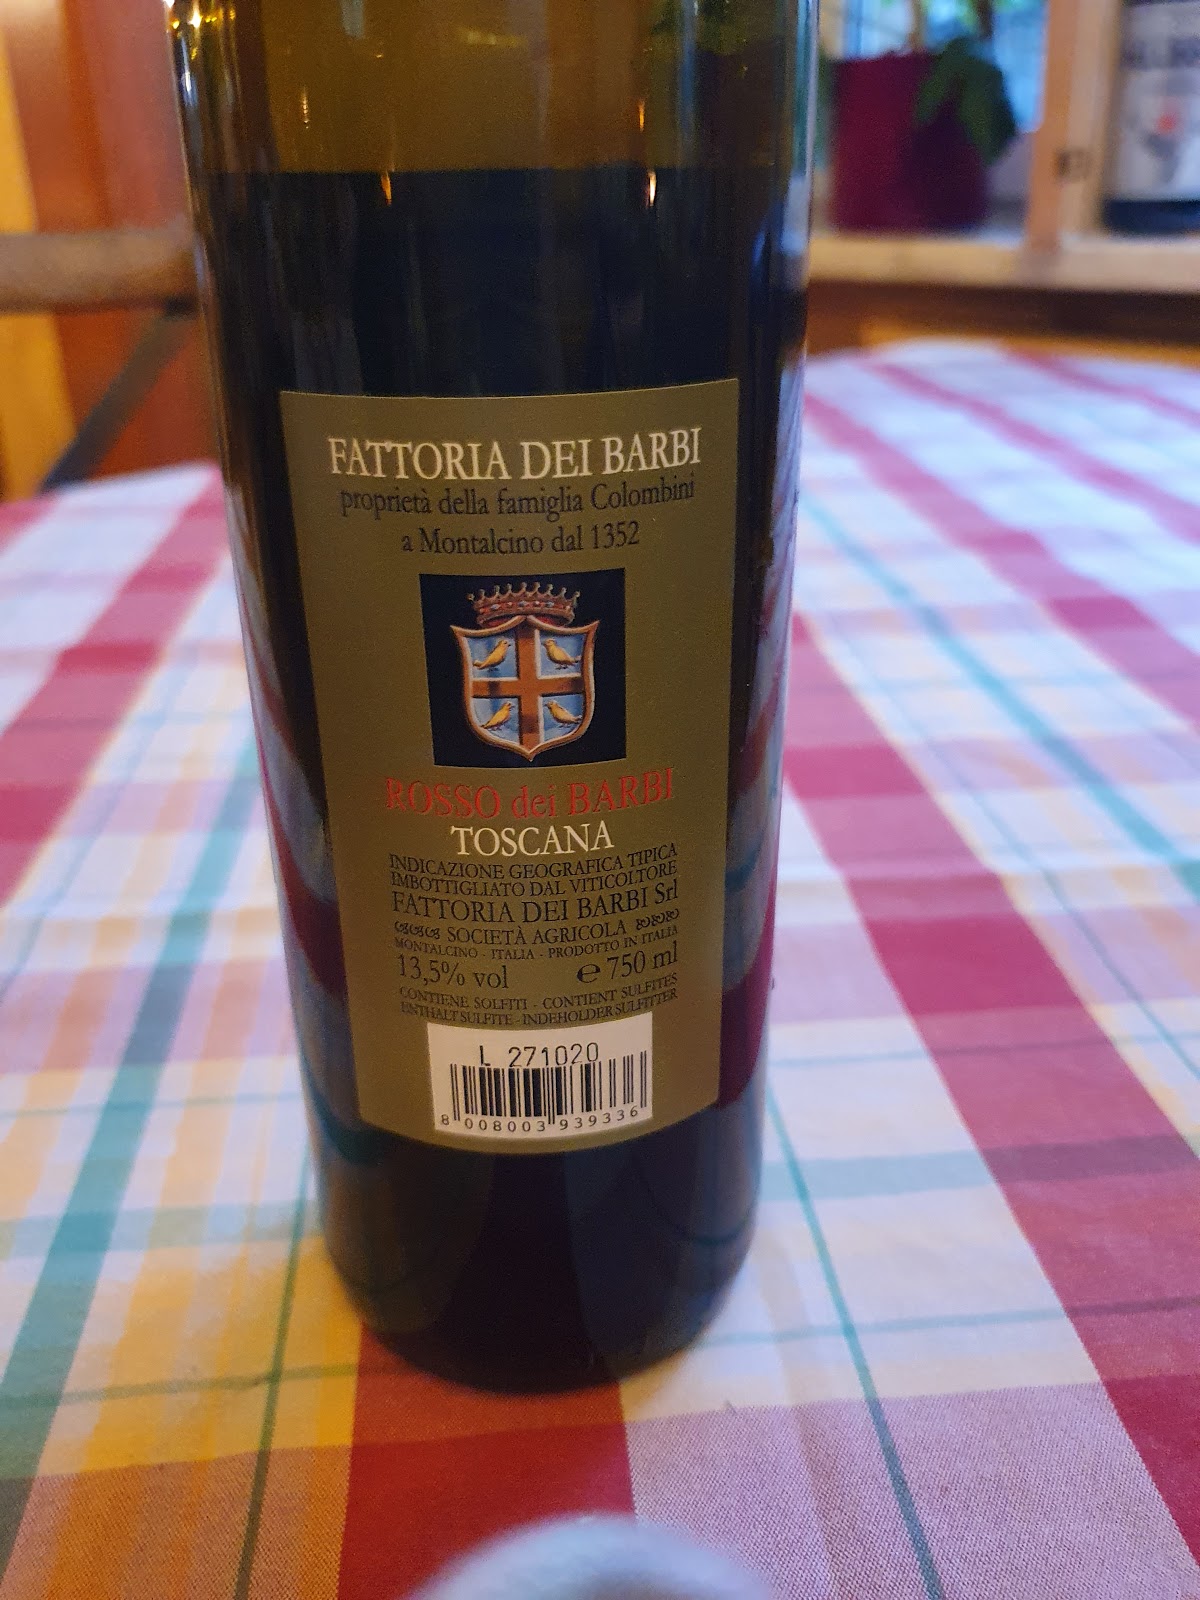 FATTORIA DEI BARBI
proprietà della famiglia Colombini
a Montalcino dal 1352
ROSSO dei BARBI
TOSCANA
INDICAZIONE GEOGRAFICA TIPICA
IMBOTTIGLIATO DAL VITICOLTORE
FATTORIA DEI BARBI Srl
SOCIETÀ AGRICOLA
MONTALCINO - ITALIA - PRODOTTO IN ITALIA
13,5% vol e 750 ml
CONTIENE SOLFITI - CONTIENT SULFITES
ENTHALT SULFITE - INDEHOLDER SULFITTER
L 271020
8 008003 939336